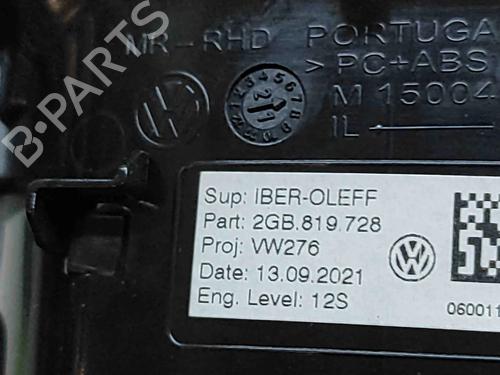 MR-RHD PORTUGA
>PC+ABS
M 15004
IL
Sup: IBER-OLEFF
Part: 2GB.819.728
Proj: VW276
Date: 13.09.2021
Eng. Level: 12S
060011
B-PARTS